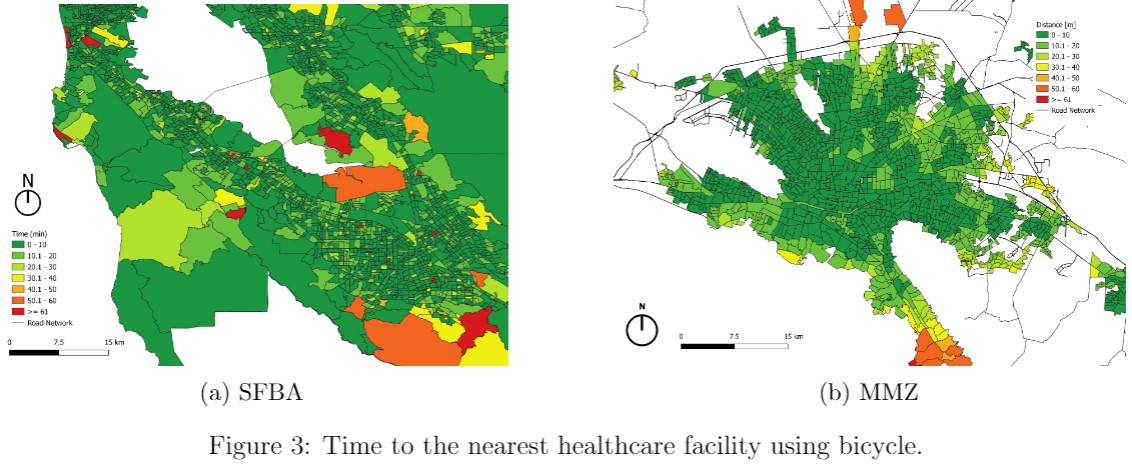 N
Time (min)
0 - 10
10.1 - 20
20.1 - 30
30.1 - 40
40.1 - 50
50.1 - 60
>= 61
Road Network
0 7.5 15 km
Distance [m]
0 - 10
10.1 - 20
20.1 - 30
30.1 - 40
40.1 - 50
50.1 - 60
>= 61
Road Network
N
0 7.5 15 km
(a) SFBA
(b) MMZ
Figure 3: Time to the nearest healthcare facility using bicycle.